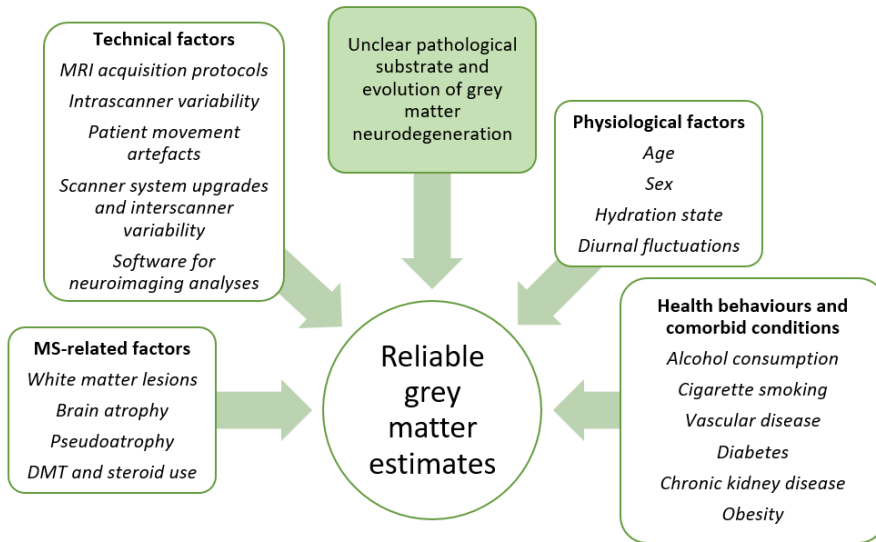 Technical factors
MRI acquisition protocols
Intrascanner variability
Patient movement
artefacts
Scanner system upgrades
and interscanner
variability
Software for
neuroimaging analyses
Unclear pathological
substrate and
evolution of grey
matter
neurodegeneration
Physiological factors
Age
Sex
Hydration state
Diurnal fluctuations
MS-related factors
White matter lesions
Brain atrophy
Pseudoatrophy
DMT and steroid use
Reliable
grey
matter
estimates
Health behaviours and
comorbid conditions
Alcohol consumption
Cigarette smoking
Vascular disease
Diabetes
Chronic kidney disease
Obesity